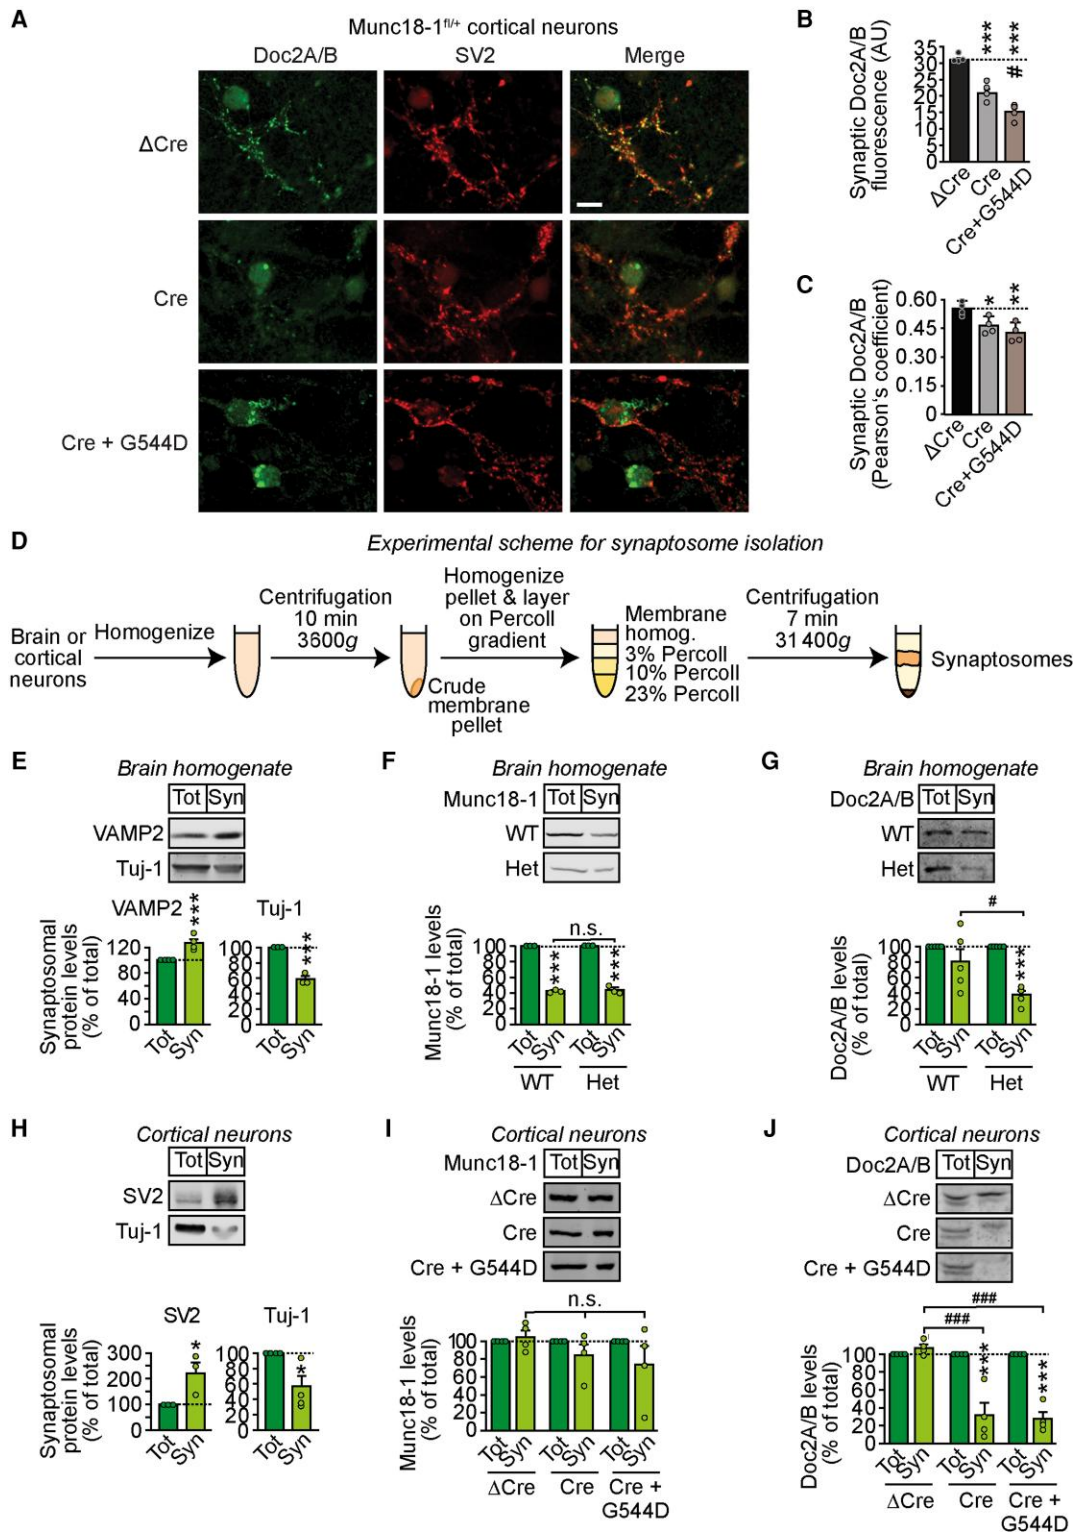 A
Munc18-1fl/+ cortical neurons
Doc2A/B SV2 Merge
ΔCre
Cre
Cre + G544D
B
Synaptic Doc2A/B
fluorescence (AU)
35
25
20
15
10
5
0
*** ***
#
ΔCre
Cre
Cre+G544D
C
Synaptic Doc2A/B
(Pearson's coefficient)
0.60
0.45
0.30
0.15
0
* **
ΔCre
Cre
Cre+G544D
D
Experimental scheme for synaptosome isolation
Brain or
cortical
neurons
Homogenize
Centrifugation
10 min
3600g
Crude
membrane
pellet
Homogenize
pellet & layer
on Percoll
gradient
Membrane
homog.
3% Percoll
10% Percoll
23% Percoll
Centrifugation
7 min
31 400g
Synaptosomes
E
Brain homogenate
Tot Syn
VAMP2
Tuj-1
Synaptosomal
protein levels
(% of total)
VAMP2
120
80
40
0
***
Tot
Syn
Tuj-1
100
80
60
40
20
0
***
Tot
Syn
F
Brain homogenate
Munc18-1 Tot Syn
WT
Het
Munc18-1 levels
(% of total)
100
80
60
40
20
0
n.s.
*** ***
Tot Syn Tot Syn
WT Het
G
Brain homogenate
Doc2A/B Tot Syn
WT
Het
Doc2A/B levels
(% of total)
100
80
60
40
20
0
#
***
Tot Syn Tot Syn
WT Het
H
Cortical neurons
Tot Syn
SV2
Tuj-1
Synaptosomal
protein levels
(% of total)
SV2
300
200
100
0
*
Tot
Syn
Tuj-1
100
80
60
40
20
0
*
Tot
Syn
I
Cortical neurons
Munc18-1 Tot Syn
ΔCre
Cre
Cre + G544D
Munc18-1 levels
(% of total)
100
80
60
40
20
0
n.s.
Tot Syn Tot Syn Tot Syn
ΔCre Cre Cre +
G544D
J
Cortical neurons
Doc2A/B Tot Syn
ΔCre
Cre
Cre + G544D
Doc2A/B levels
(% of total)
100
80
60
40
20
0
###
###
*** ***
Tot Syn Tot Syn Tot Syn
ΔCre Cre Cre +
G544D